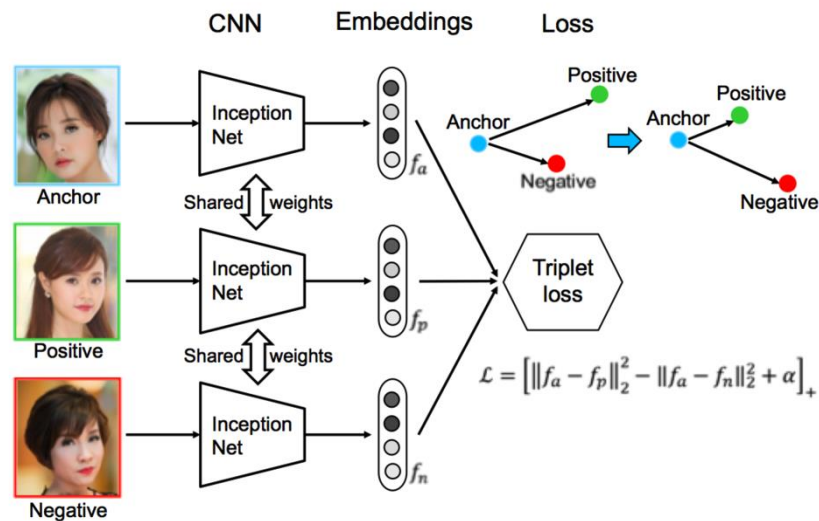 CNN
Embeddings
Loss
Anchor
Inception
Net
f_a
Anchor
Positive
Negative
Anchor
Positive
Negative
Shared weights
Positive
Inception
Net
f_p
Triplet
loss
Shared weights
Negative
Inception
Net
f_n
ℒ = [‖f_a − f_p‖₂² − ‖f_a − f_n‖₂² + α]₊